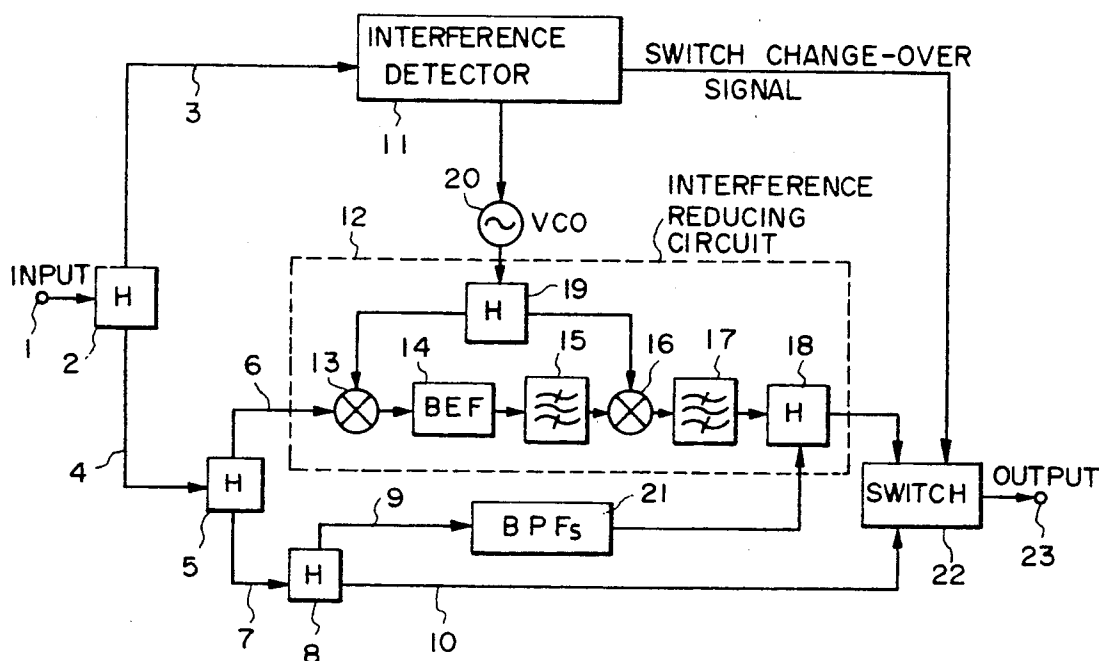 INTERFERENCE
DETECTOR
SWITCH CHANGE-OVER
SIGNAL
3
11
20
VCO
INTERFERENCE
REDUCING
CIRCUIT
12
INPUT
H
1
2
H
19
6
13
14
15
16
17
18
BEF
H
4
H
5
9
BPFs
21
SWITCH
OUTPUT
22
23
7
H
8
10